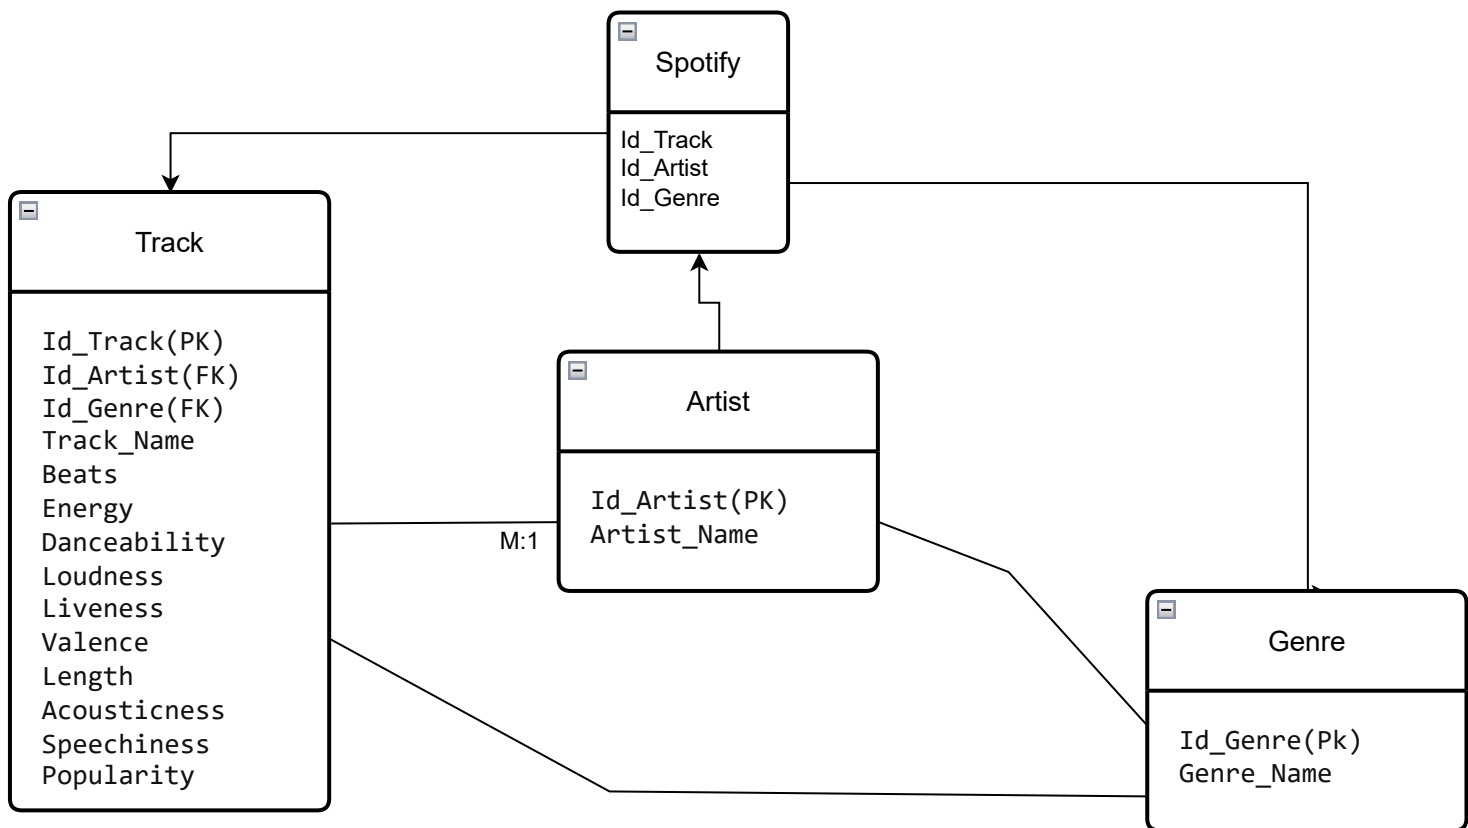 Spotify
Id_Track
Id_Artist
Id_Genre
Track
Id_Track(PK)
Id_Artist(FK)
Id_Genre(FK)
Track_Name
Beats
Energy
Danceability
Loudness
Liveness
Valence
Length
Acousticness
Speechiness
Popularity
M:1
Artist
Id_Artist(PK)
Artist_Name
Genre
Id_Genre(Pk)
Genre_Name